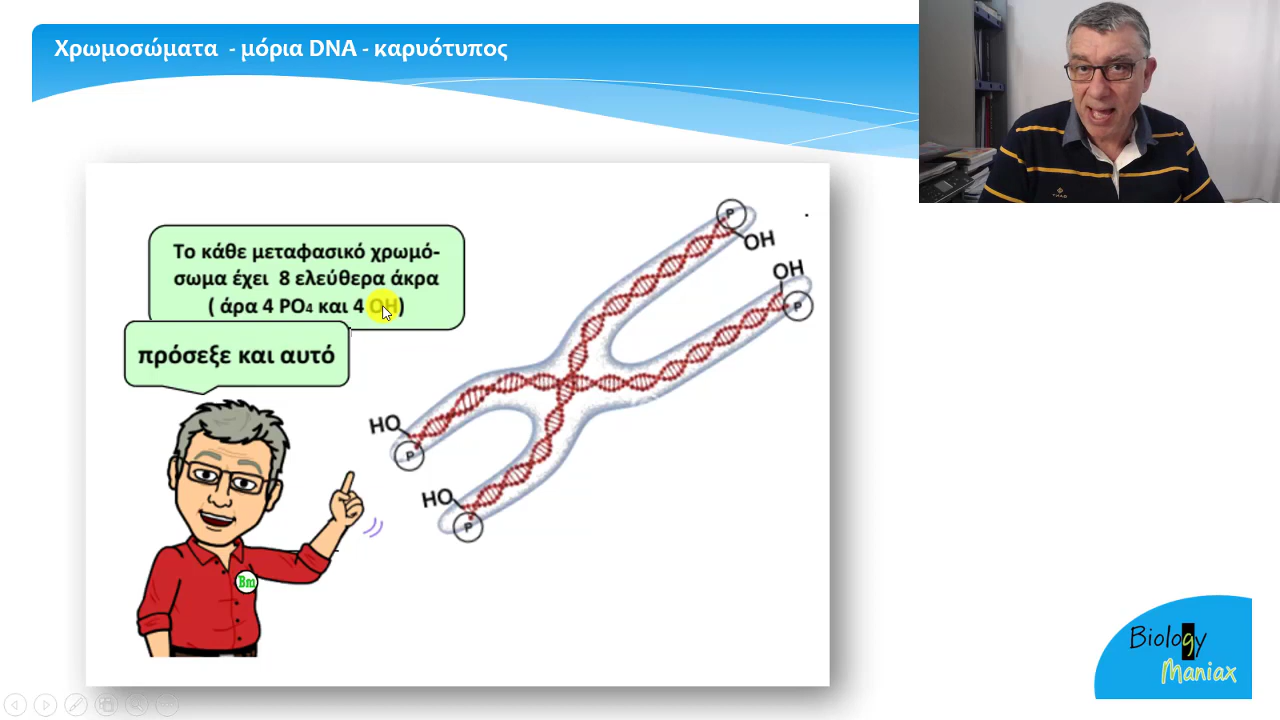 Χρωμοσώματα - μόρια DNA - καρυότυπος
Το κάθε μεταφασικό χρωμό-
σωμα έχει 8 ελεύθερα άκρα
( άρα 4 PO₄ και 4 OH)
πρόσεξε και αυτό
P
OH
OH
P
HO
P
HO
P
Bm
Biology
Maniax